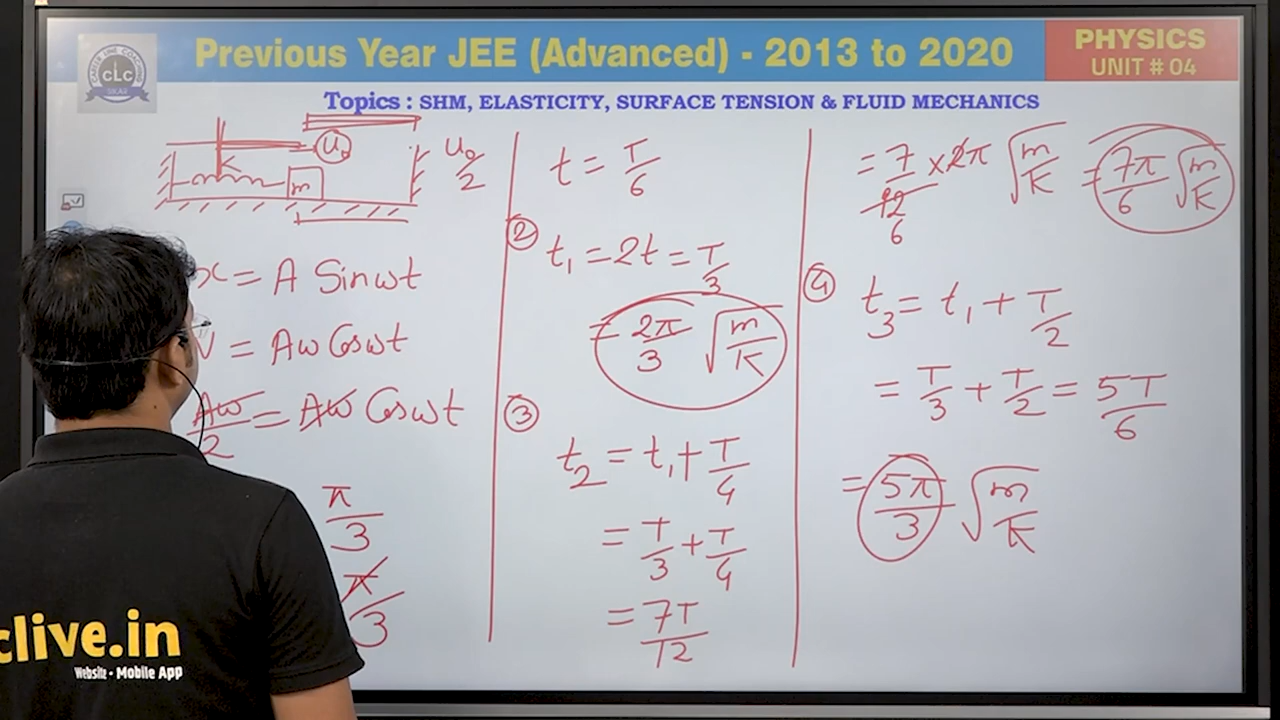 Previous Year JEE (Advanced) - 2013 to 2020
PHYSICS
UNIT # 04
CLC
Topics : SHM, ELASTICITY, SURFACE TENSION & FLUID MECHANICS
K
m
u₀
u₀/2
x = A Sinωt
V = Aω Cosωt
Aω/2 = Aω Cosωt
π/3
π/3
t = T/6
② t₁ = 2t = T/3
= 2π/3 √m/K
③
t₂ = t₁ + T/4
= T/3 + T/4
= 7T/12
= 7/12 × 2π √m/K = 7π/6 √m/K
6
④ t₃ = t₁ + T/2
= T/3 + T/2 = 5T/6
= 5π/3 √m/K
clive.in
Website • Mobile App